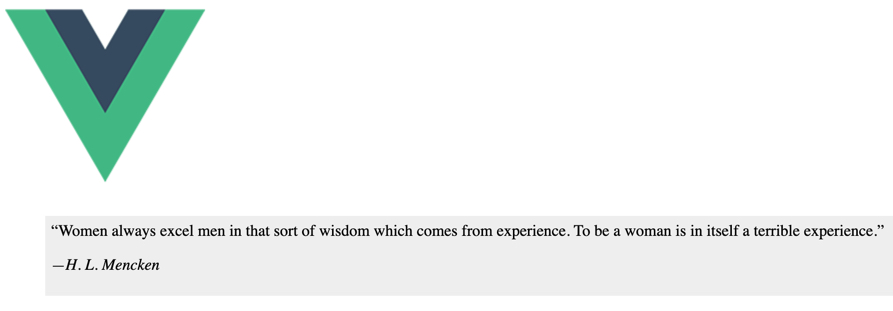 “Women always excel men in that sort of wisdom which comes from experience. To be a woman is in itself a terrible experience.”
—H. L. Mencken